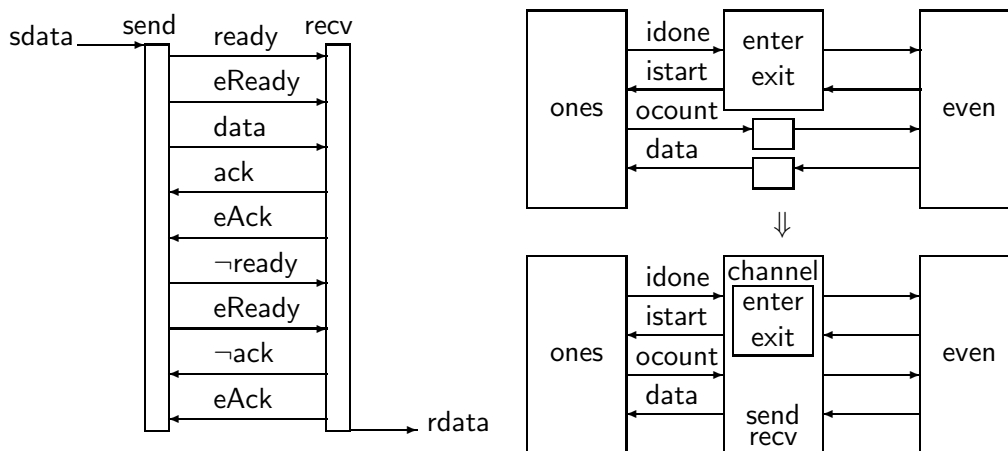 send
recv
sdata
ready
eReady
data
ack
eAck
¬ready
eReady
¬ack
eAck
rdata
ones
idone
istart
ocount
data
enter
exit
even
⇓
ones
idone
istart
ocount
data
channel
enter
exit
send
recv
even